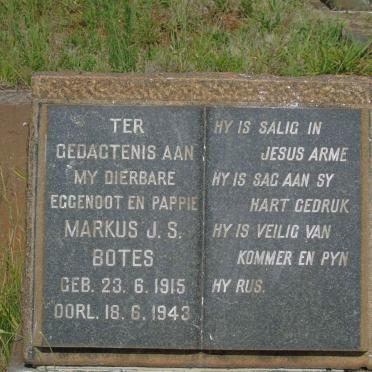 TER
GEDAGTENIS AAN
MY DIERBARE
EGGENOOT EN PAPPIE
MARKUS J. S.
BOTES
GEB. 23. 6. 1915
OORL. 18. 6. 1943
HY IS SALIG IN
JESUS ARME
HY IS SAG AAN SY
HART GEDRUK
HY IS VEILIG VAN
KOMMER EN PYN
HY RUS.